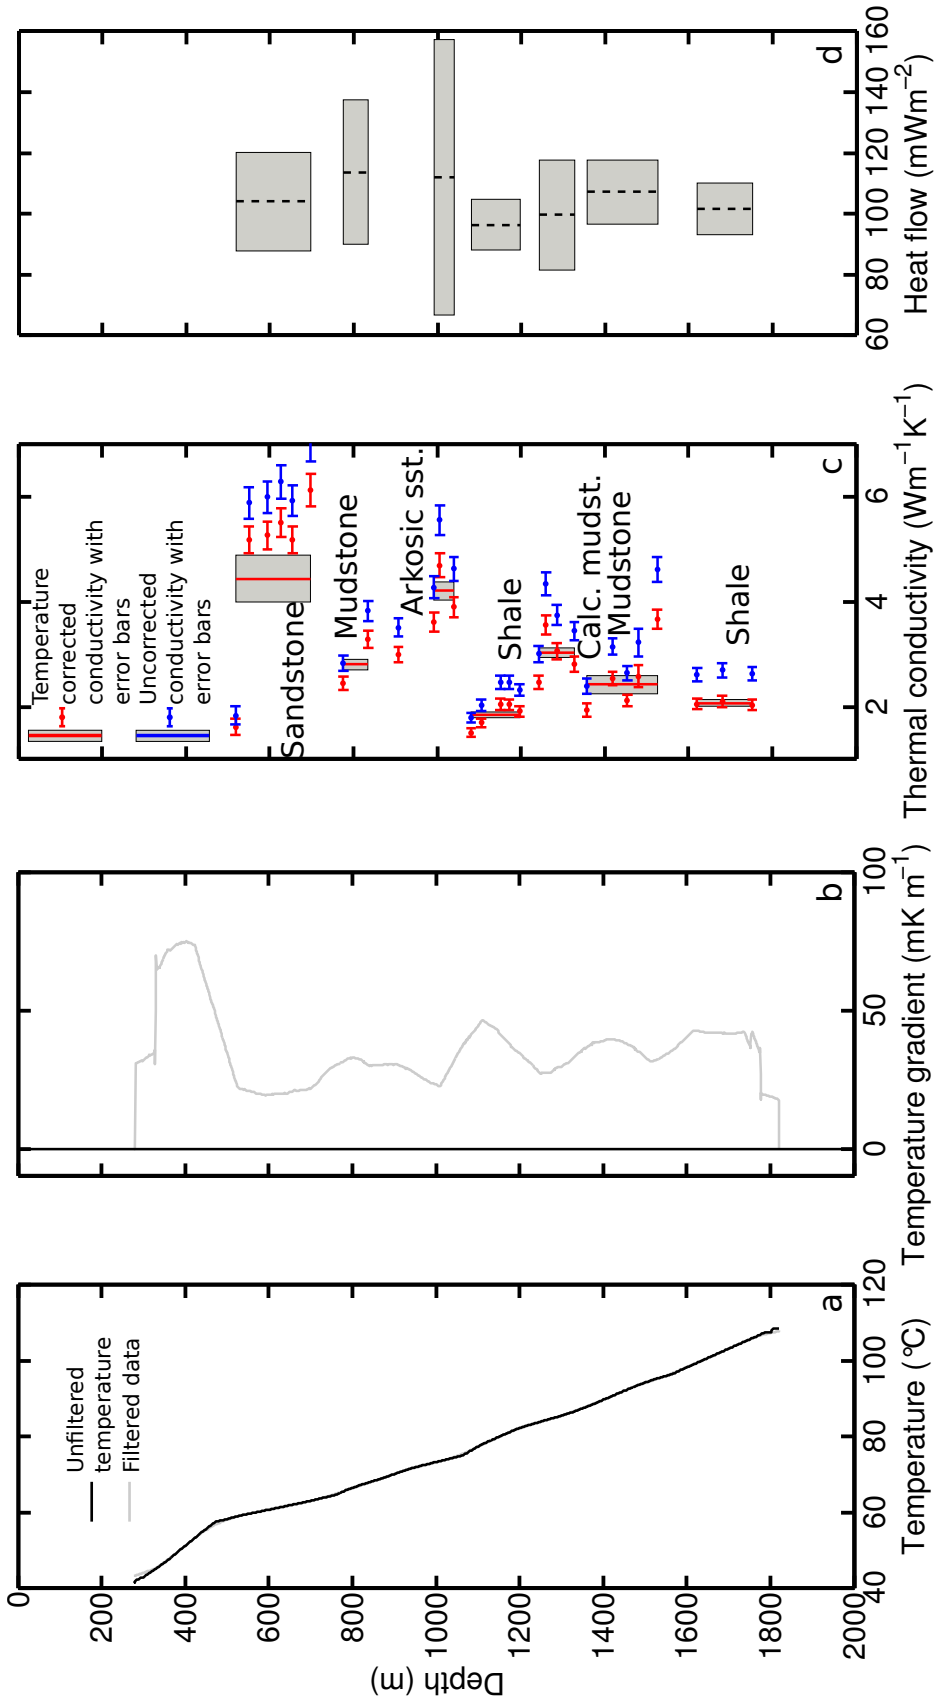 0
200
400
600
800
1000
1200
1400
1600
1800
2000
Depth (m)
Unfiltered
temperature
Filtered data
a
40
60
80
100
120
Temperature (°C)
b
0
50
100
Temperature gradient (mK m−1)
Temperature
corrected
conductivity with
error bars
Uncorrected
conductivity with
error bars
Sandstone
Mudstone
Arkosic sst.
Shale
Calc. mudst.
Mudstone
Shale
c
2
4
6
Thermal conductivity (Wm−1K−1)
d
60
80
100
120
140
160
Heat flow (mWm−2)